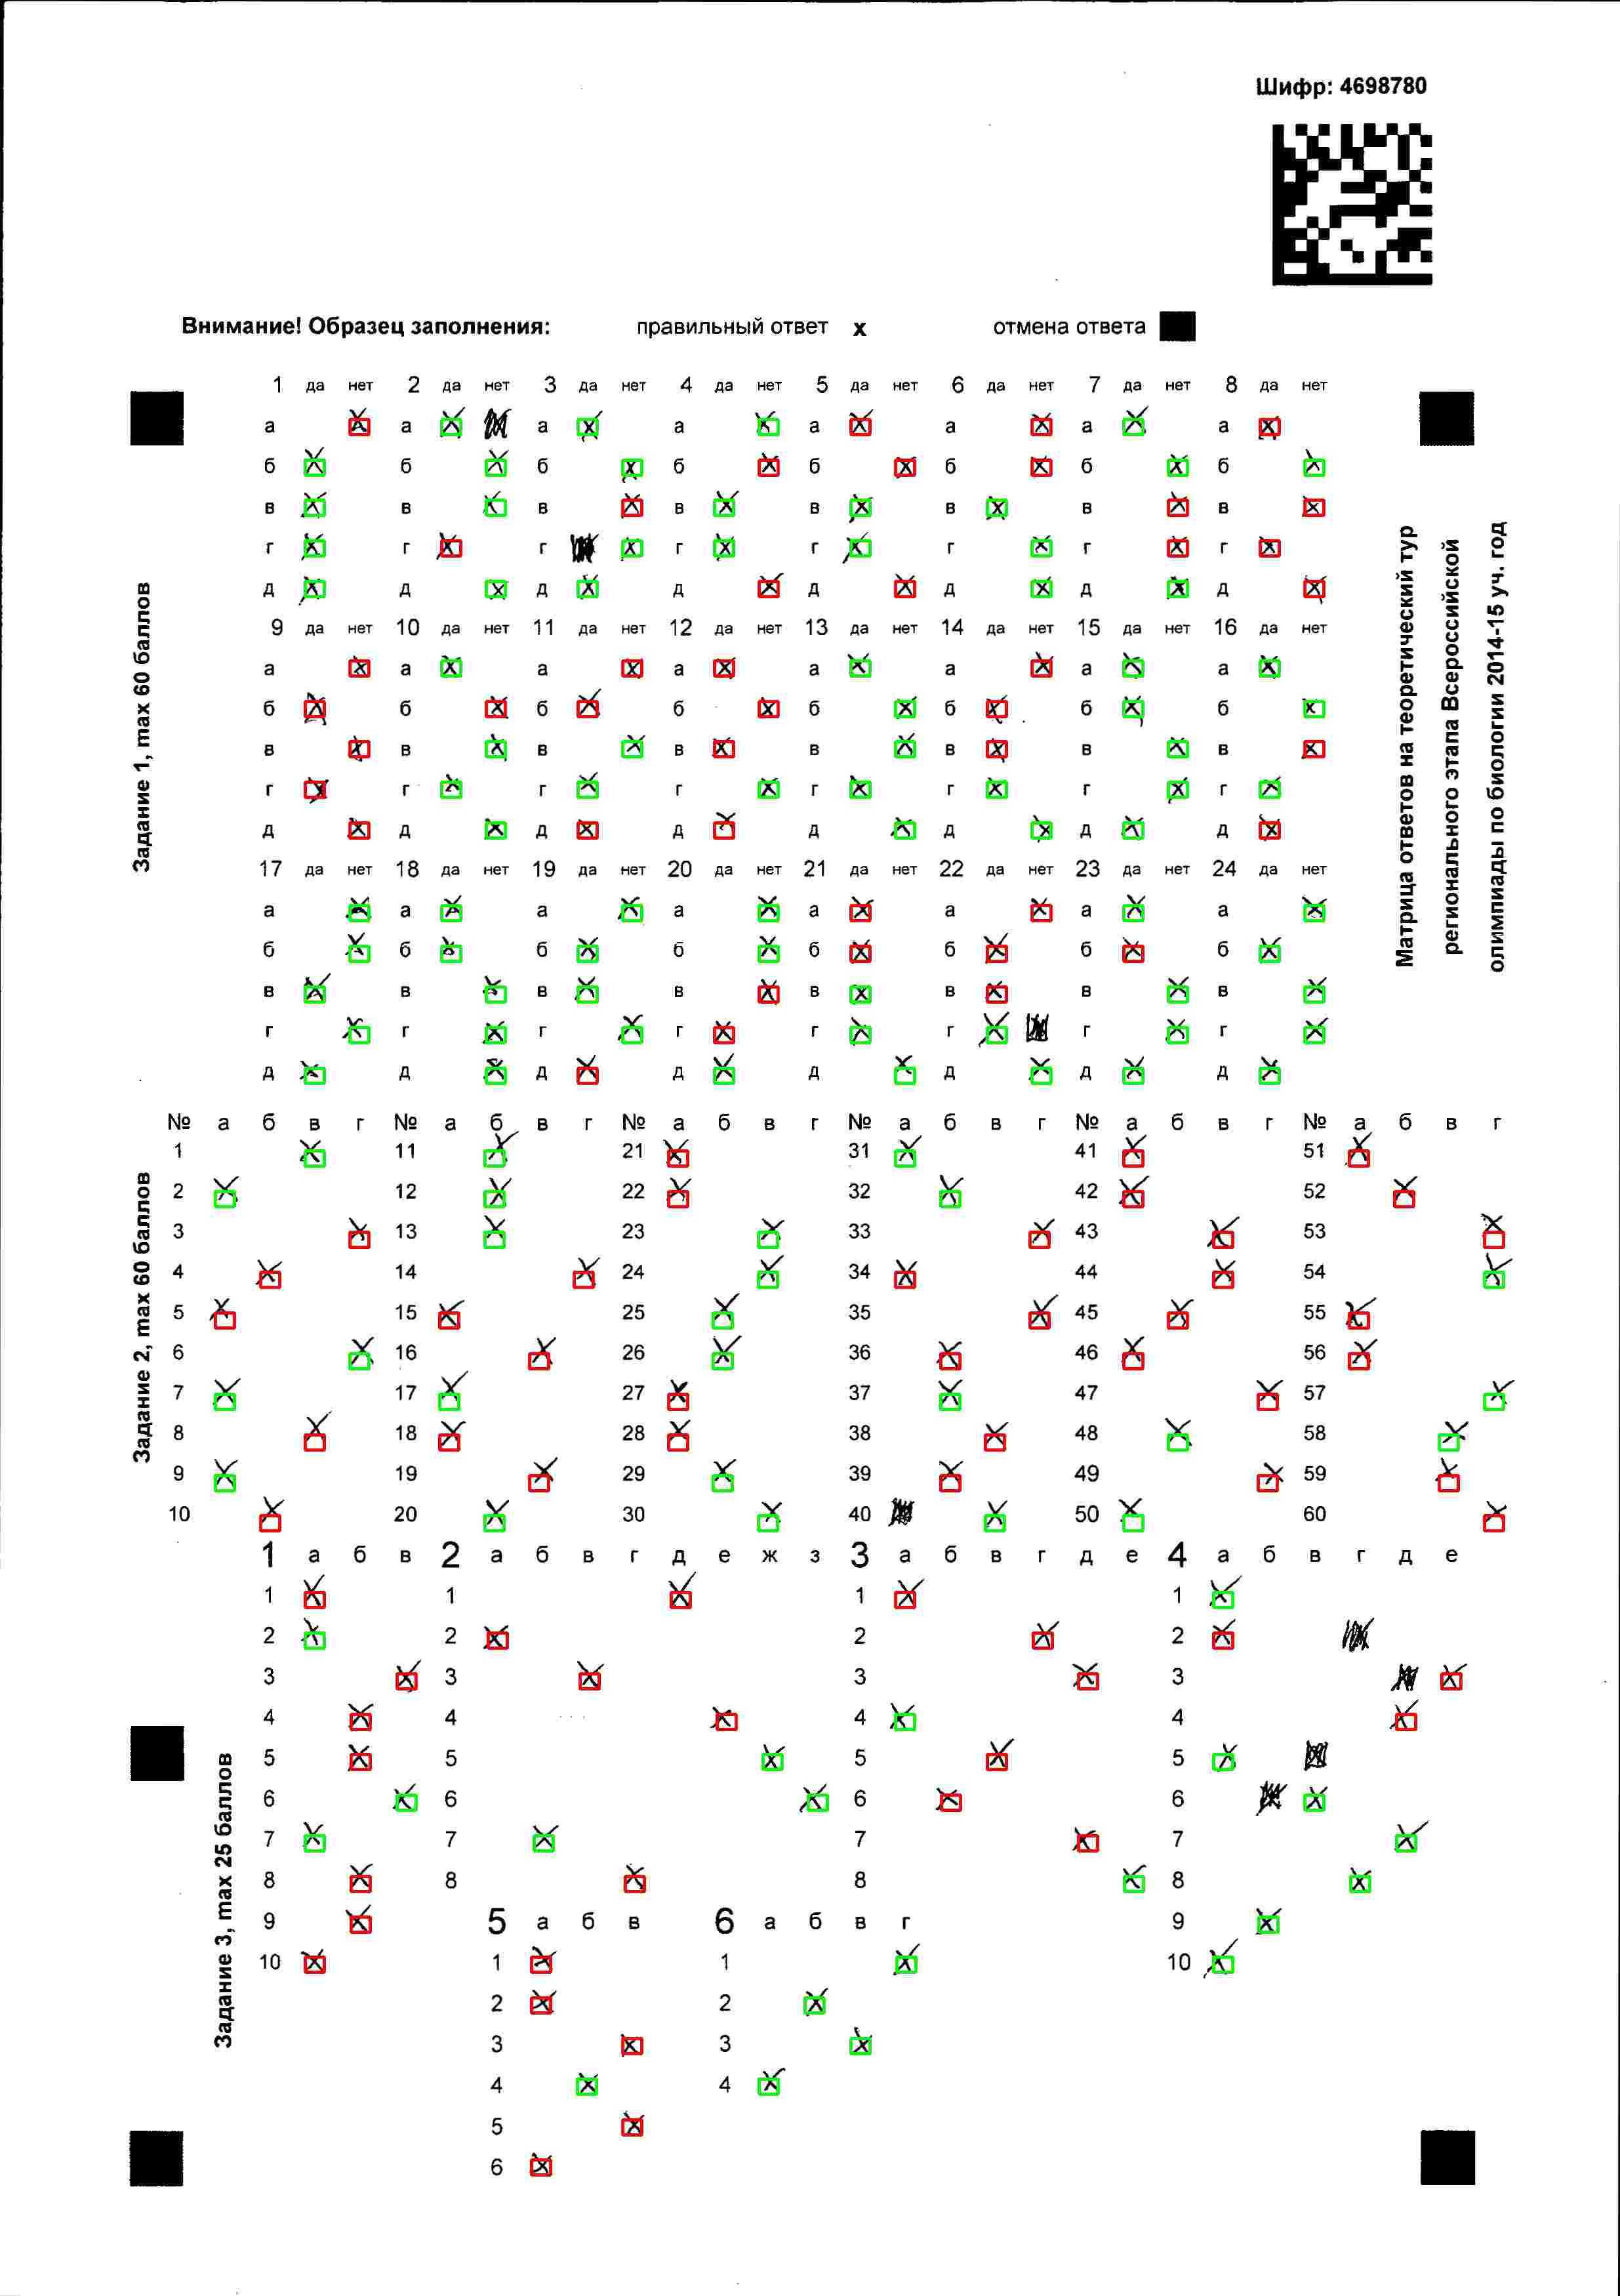 Шифр: 4698780
Внимание! Образец заполнения: правильный ответ x отмена ответа
Задание 1, max 60 баллов
1 да нет 2 да нет 3 да нет 4 да нет 5 да нет 6 да нет 7 да нет 8 да нет
а а а а а а а а
б б б б б б б б
в в в в в в в в
г г г г г г г г
д д д д д д д д
9 да нет 10 да нет 11 да нет 12 да нет 13 да нет 14 да нет 15 да нет 16 да нет
а а а а а а а а
б б б б б б б б
в в в в в в в в
г г г г г г г г
д д д д д д д д
17 да нет 18 да нет 19 да нет 20 да нет 21 да нет 22 да нет 23 да нет 24 да нет
а а а а а а а а
б б б б б б б б
в в в в в в в в
г г г г г г г г
д д д д д д д д
Матрица ответов на теоретический тур
регионального этапа Всероссийской
олимпиады по биологии 2014-15 уч. год
Задание 2, max 60 баллов
№ а б в г № а б в г № а б в г № а б в г № а б в г № а б в г
1 11 21 31 41 51
2 12 22 32 42 52
3 13 23 33 43 53
4 14 24 34 44 54
5 15 25 35 45 55
6 16 26 36 46 56
7 17 27 37 47 57
8 18 28 38 48 58
9 19 29 39 49 59
10 20 30 40 50 60
Задание 3, max 25 баллов
1 а б в 2 а б в г д е ж з 3 а б в г д е 4 а б в г д е
1 1 1 1
2 2 2 2
3 3 3 3
4 4 4 4
5 5 5 5
6 6 6 6
7 7 7 7
8 8 8 8
9 5 а б в 6 а б в г 9
10 1 1 10
2 2
3 3
4 4
5
6